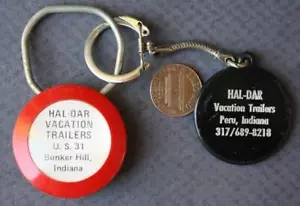 HAL-DAR
VACATION
TRAILERS
U. S. 31
Bunker Hill,
Indiana
HAL-DAR
Vacation Trailers
Peru, Indiana
317/689-8218